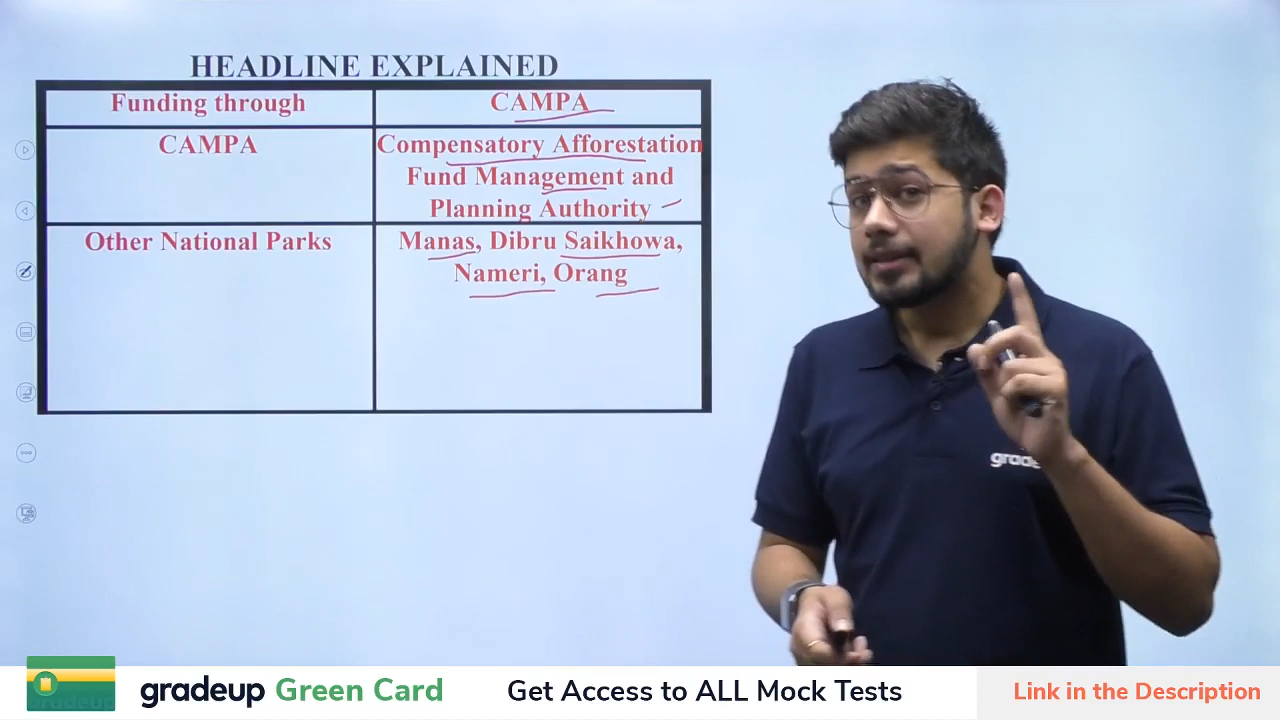 HEADLINE EXPLAINED
Funding through
CAMPA
CAMPA
Compensatory Afforestation
Fund Management and
Planning Authority
Other National Parks
Manas, Dibru Saikhowa,
Nameri, Orang
gradeup Green Card
Get Access to ALL Mock Tests
Link in the Description